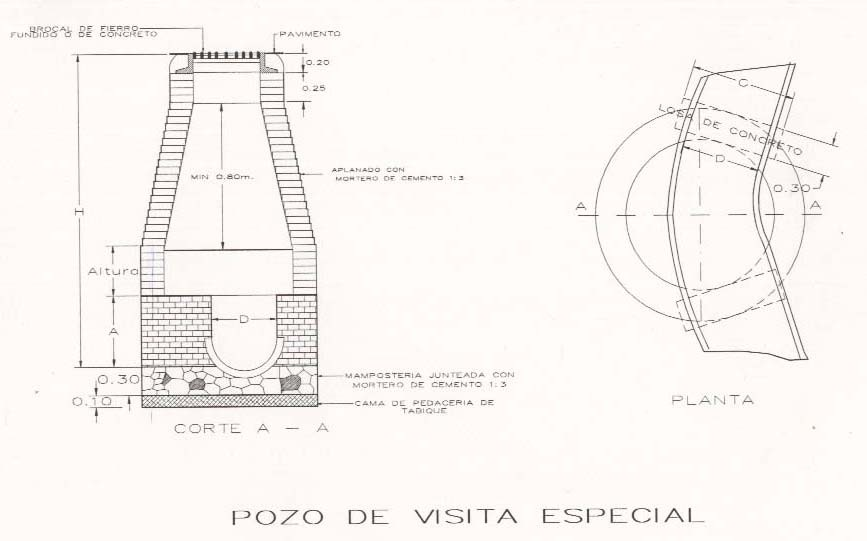 BROCAL DE FIERRO
FUNDIDO O DE CONCRETO
PAVIMENTO
0.20
0.25
MIN 0.80m.
APLANADO CON
MORTERO DE CEMENTO 1:3
H
Altura
A
D
0.30
0.10
MAMPOSTERIA JUNTEADA CON
MORTERO DE CEMENTO 1:3
CAMA DE PEDACERIA DE
TABIQUE
CORTE A - A
C
LOSA DE CONCRETO
D
0.30
A
A
PLANTA
POZO DE VISITA ESPECIAL